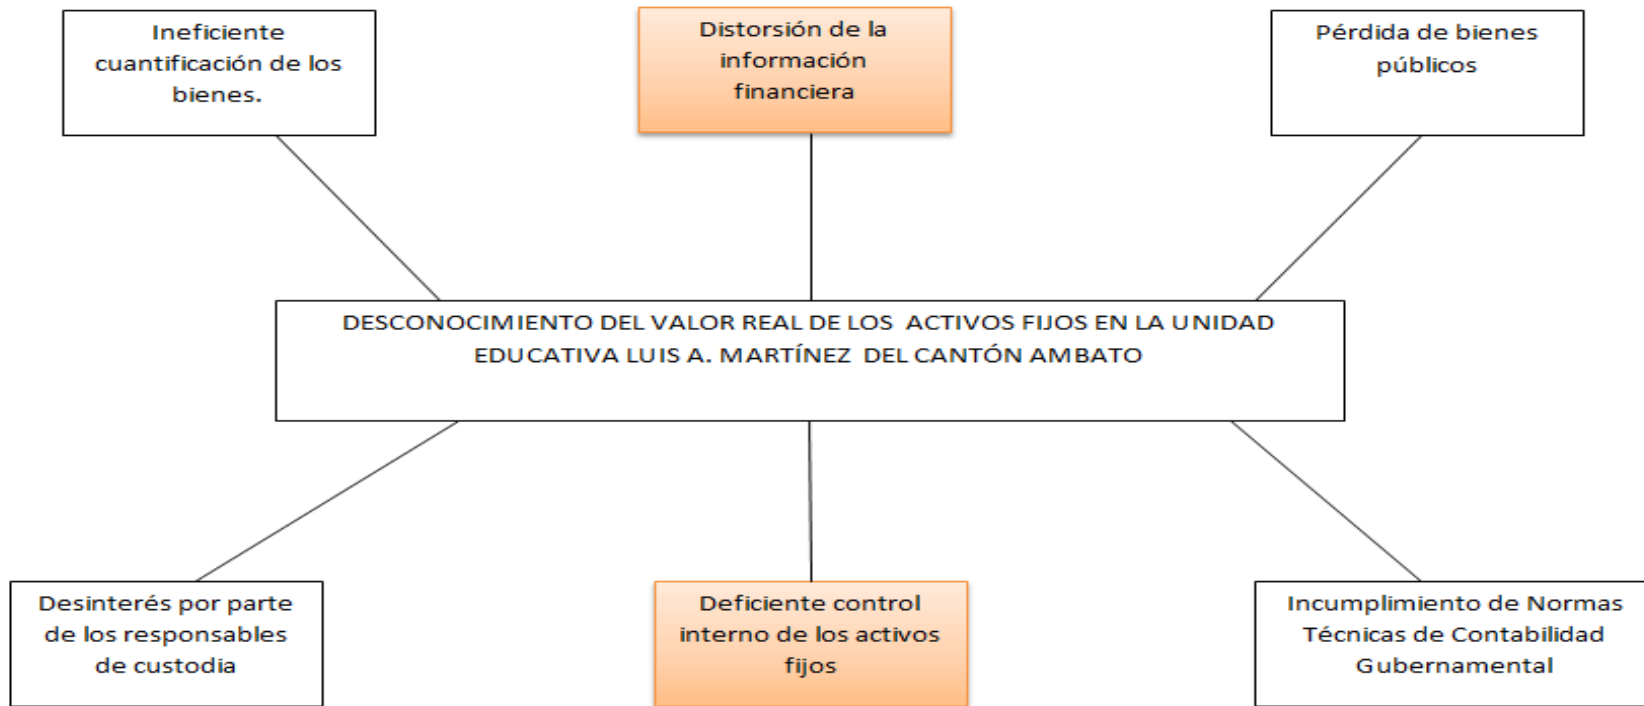 Ineficiente
cuantificación de los
bienes.
Distorsión de la
información
financiera
Pérdida de bienes
públicos
DESCONOCIMIENTO DEL VALOR REAL DE LOS ACTIVOS FIJOS EN LA UNIDAD
EDUCATIVA LUIS A. MARTÍNEZ DEL CANTÓN AMBATO
Desinterés por parte
de los responsables
de custodia
Deficiente control
interno de los activos
fijos
Incumplimiento de Normas
Técnicas de Contabilidad
Gubernamental